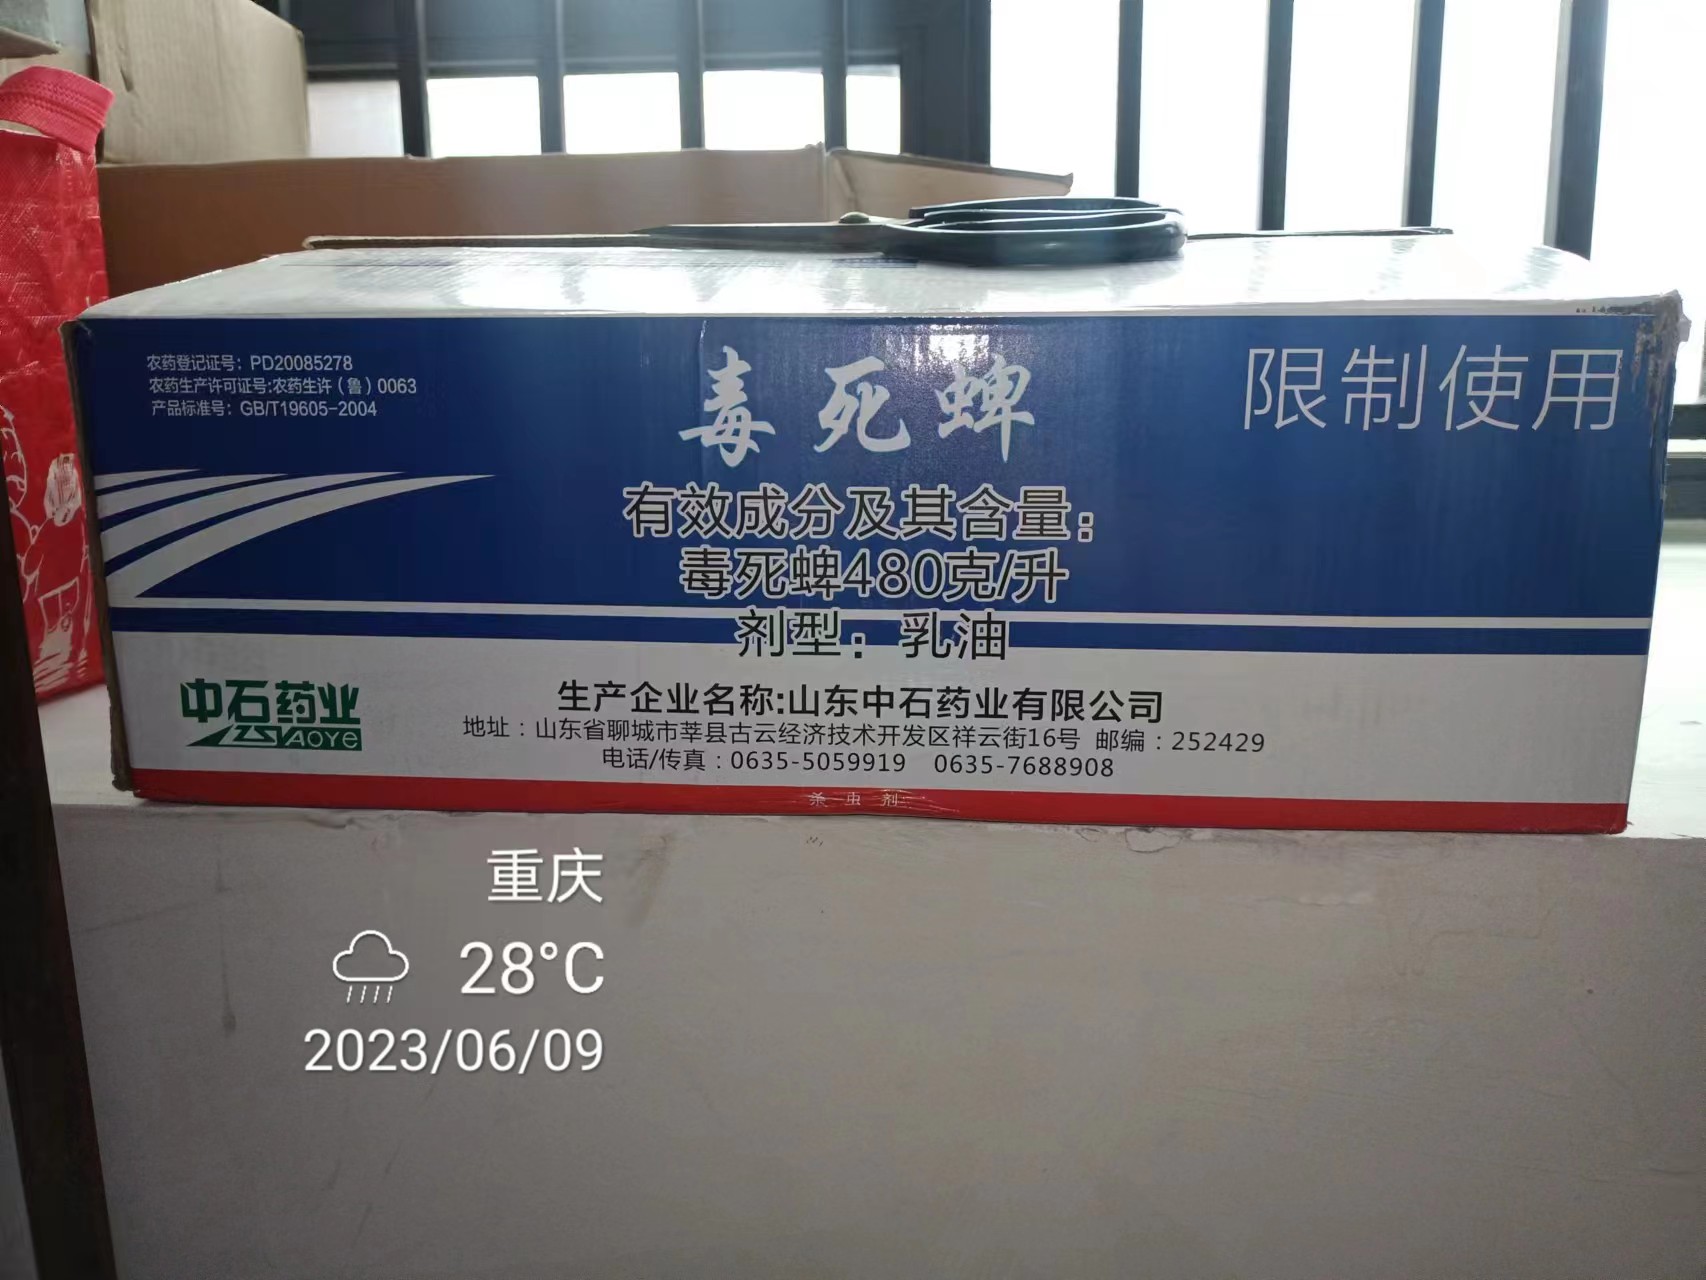 农药登记证号：PD20085278
农药生产许可证号:农药生许（鲁）0063
产品标准号：GB/T19605-2004
毒死蜱
限制使用
有效成分及其含量：
毒死蜱480克/升
剂型：乳油
中石药业
YAOYE
生产企业名称:山东中石药业有限公司
地址：山东省聊城市莘县古云经济技术开发区祥云街16号 邮编：252429
电话/传真：0635-5059919 0635-7688908
杀虫剂
重庆
28°C
2023/06/09